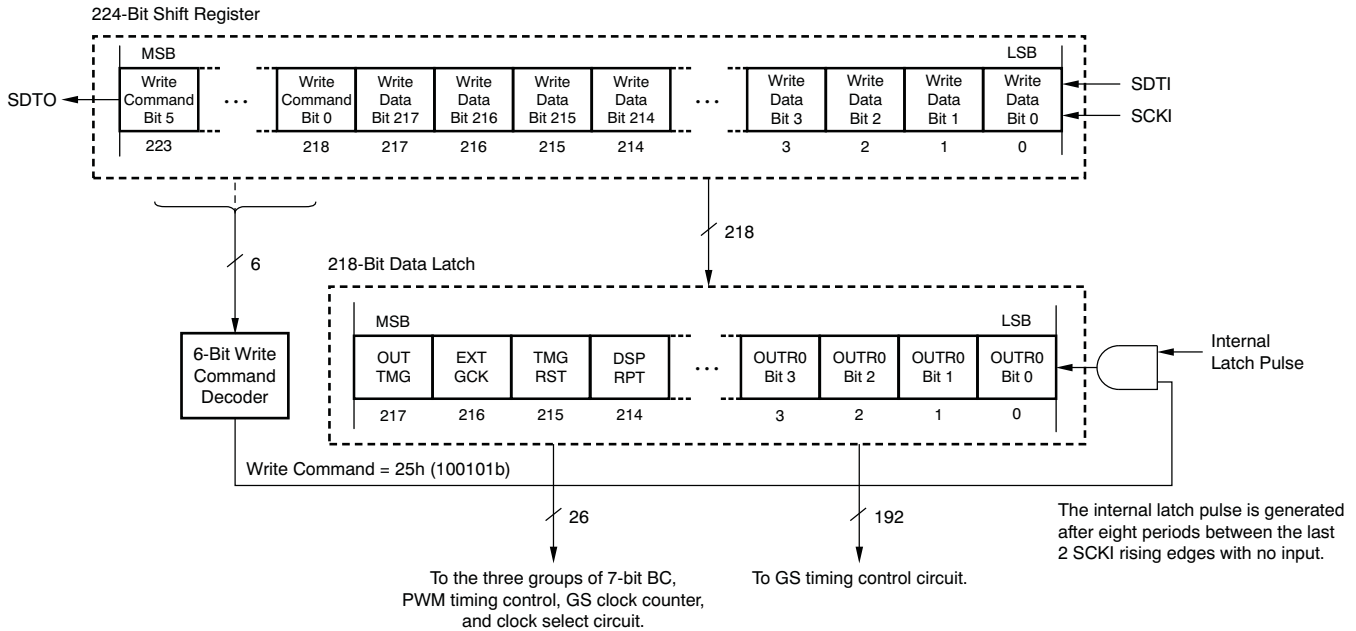 224-Bit Shift Register
MSB
LSB
SDTO
Write Command Bit 5
...
Write Command Bit 0
Write Data Bit 217
Write Data Bit 216
Write Data Bit 215
Write Data Bit 214
...
Write Data Bit 3
Write Data Bit 2
Write Data Bit 1
Write Data Bit 0
SDTI
SCKI
223
218
217
216
215
214
3
2
1
0
6
218
218-Bit Data Latch
MSB
LSB
6-Bit Write
Command
Decoder
OUT TMG
EXT GCK
TMG RST
DSP RPT
...
OUTR0 Bit 3
OUTR0 Bit 2
OUTR0 Bit 1
OUTR0 Bit 0
Internal
Latch Pulse
217
216
215
214
3
2
1
0
Write Command = 25h (100101b)
26
192
The internal latch pulse is generated
after eight periods between the last
2 SCKI rising edges with no input.
To the three groups of 7-bit BC,
PWM timing control, GS clock counter,
and clock select circuit.
To GS timing control circuit.